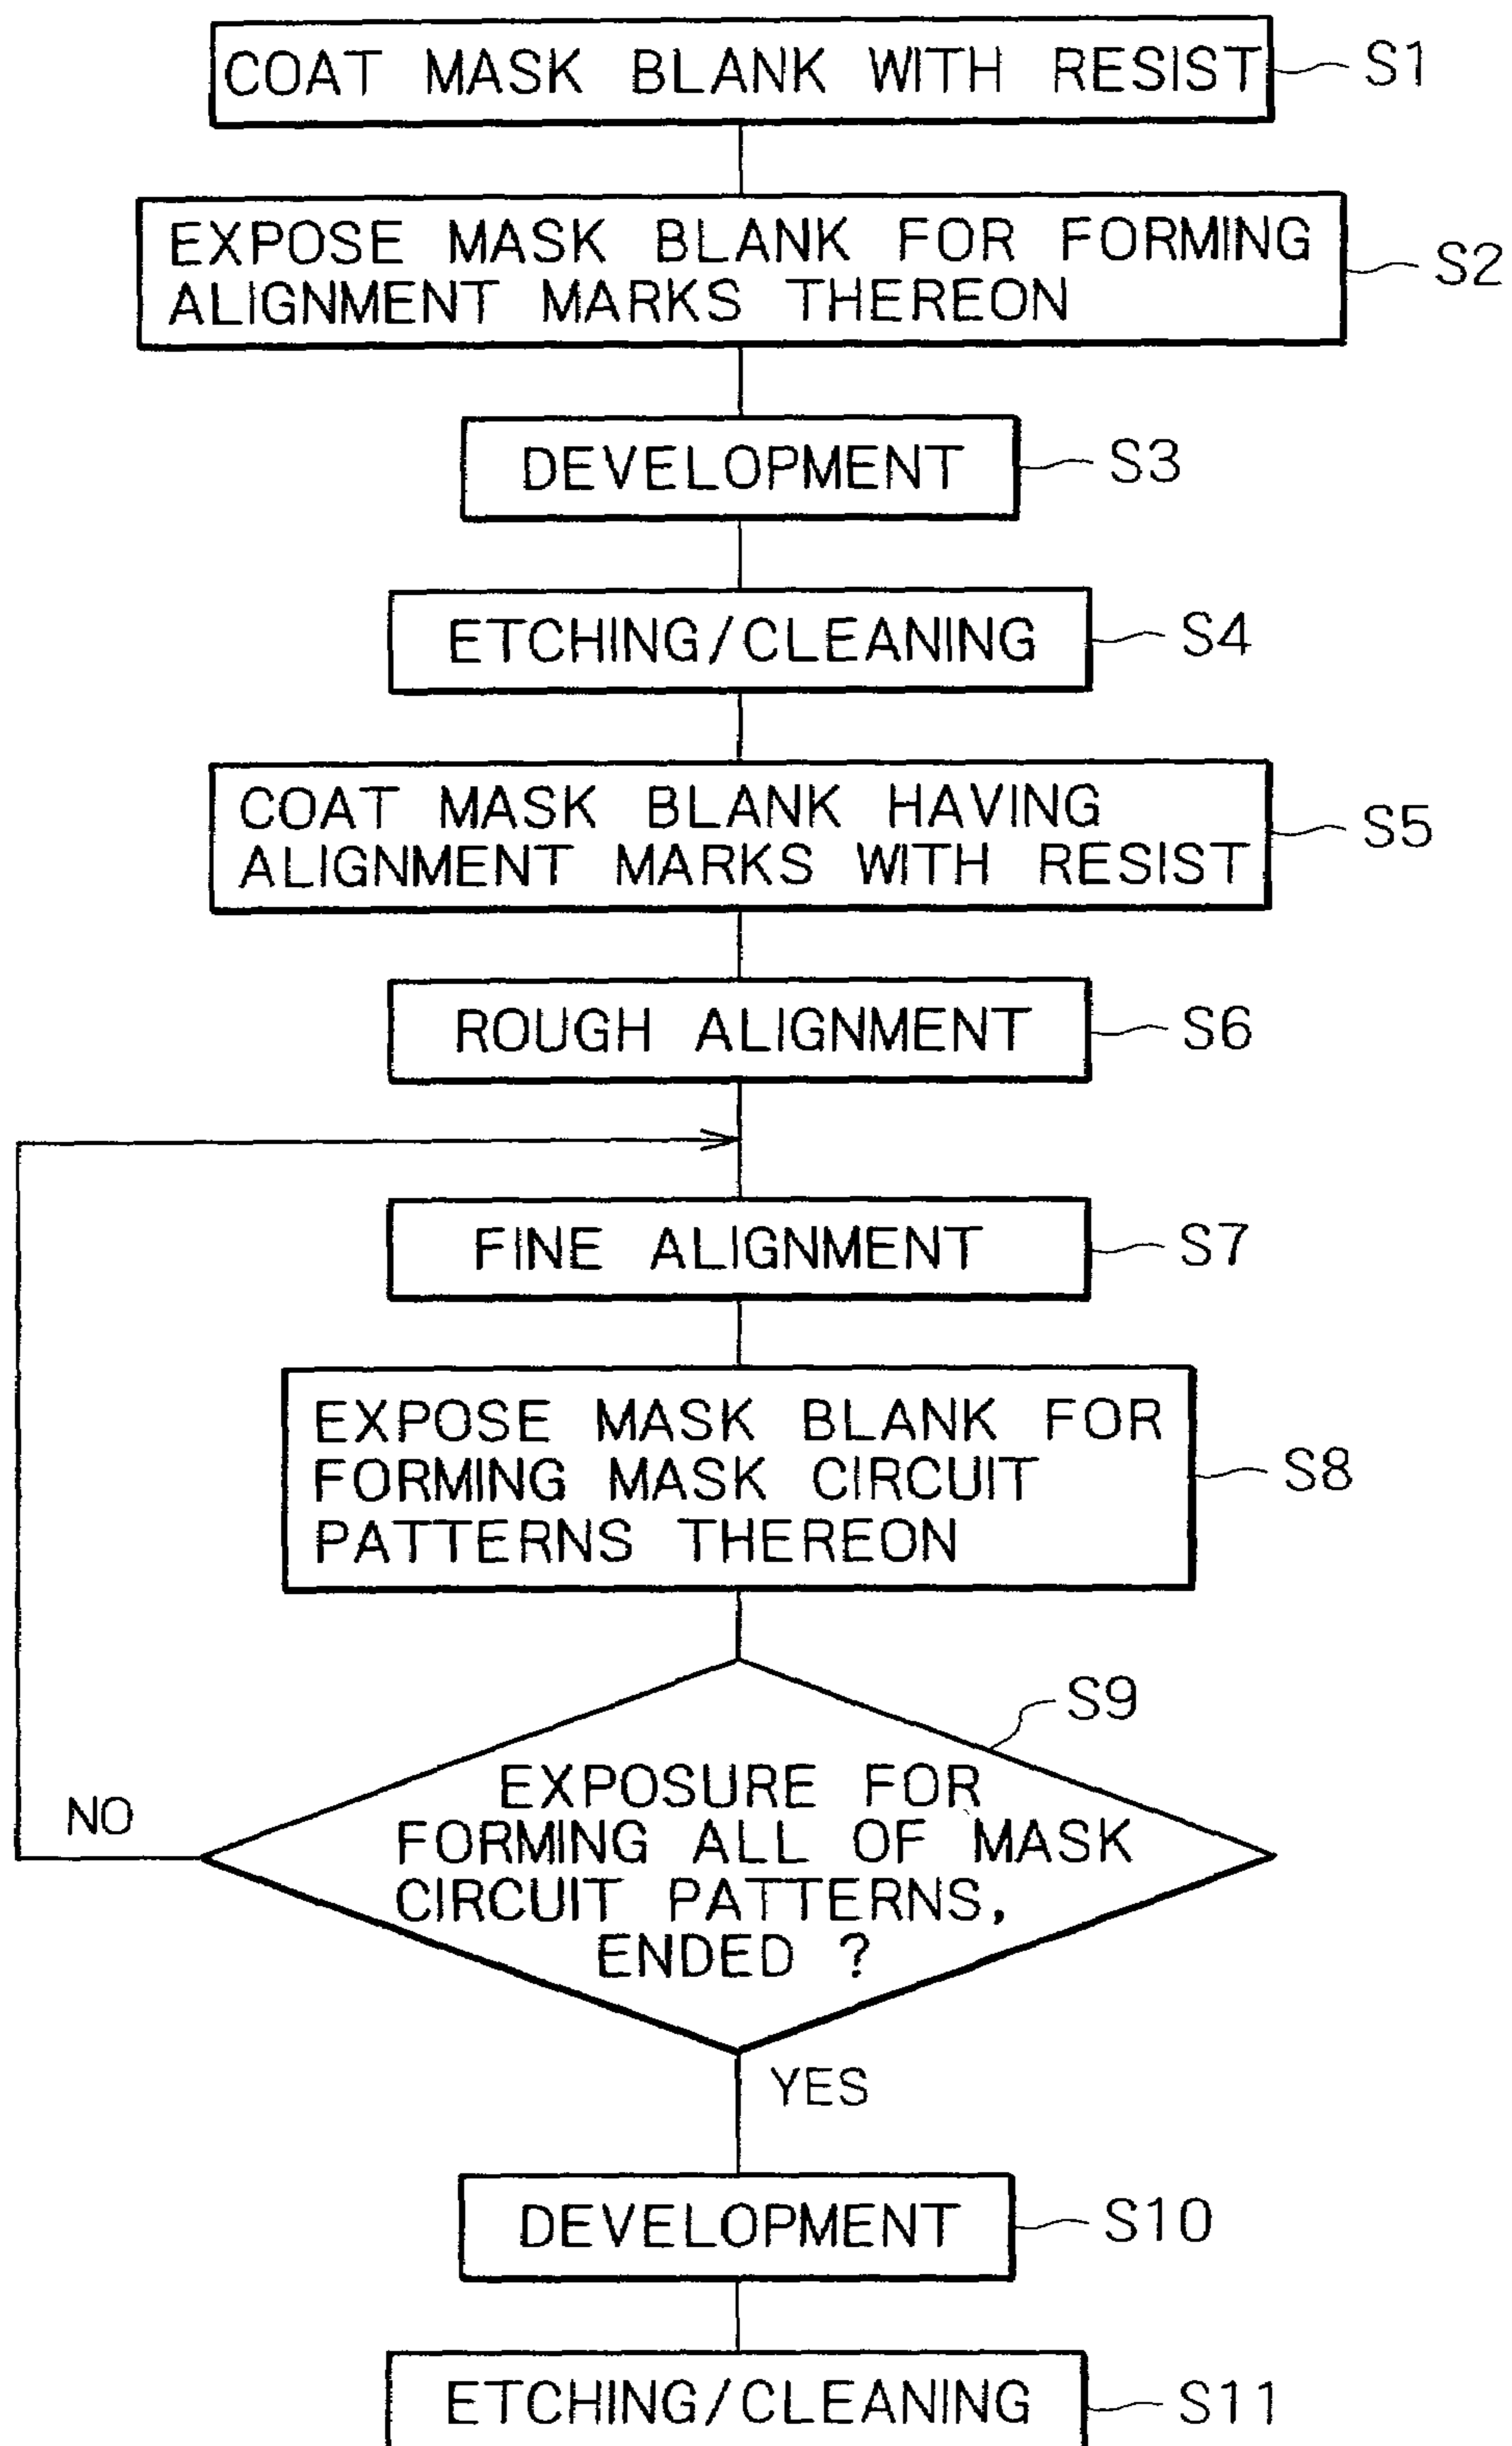 COAT MASK BLANK WITH RESIST
S1
EXPOSE MASK BLANK FOR FORMING
ALIGNMENT MARKS THEREON
S2
DEVELOPMENT
S3
ETCHING/CLEANING
S4
COAT MASK BLANK HAVING
ALIGNMENT MARKS WITH RESIST
S5
ROUGH ALIGNMENT
S6
FINE ALIGNMENT
S7
EXPOSE MASK BLANK FOR
FORMING MASK CIRCUIT
PATTERNS THEREON
S8
S9
EXPOSURE FOR
FORMING ALL OF MASK
CIRCUIT PATTERNS,
ENDED ?
NO
YES
DEVELOPMENT
S10
ETCHING/CLEANING
S11